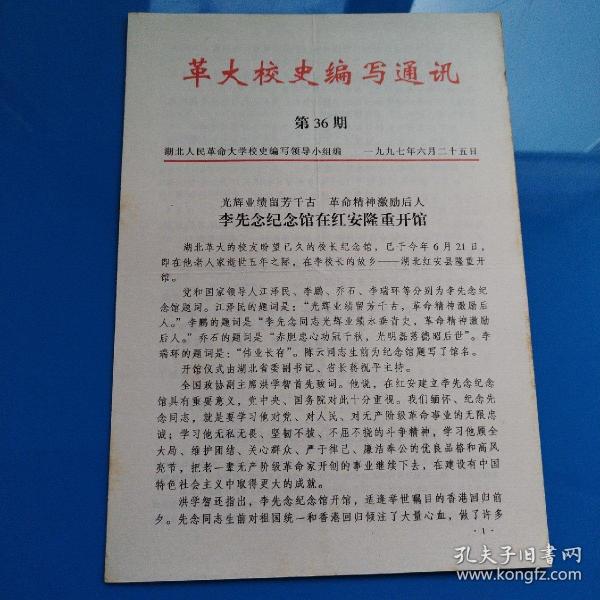 革大校史编写通讯
第36期
湖北人民革命大学校史编写领导小组编 一九九七年六月二十五日
光辉业绩留芳千古 革命精神激励后人
李先念纪念馆在红安隆重开馆
湖北革大的校友盼望已久的校长纪念馆，已于今年6月21日，
即在他老人家逝世五年之际，在李校长的故乡——湖北红安县隆重开
馆。
党和国家领导人江泽民、李鹏、乔石、李瑞环等分别为李先念纪
念馆题词。江泽民的题词是：“光辉业绩留芳千古，革命精神激励后
人。”李鹏的题词是“李先念同志光辉业绩永垂青史，革命精神激励
后人。”乔石的题词是“赤胆忠心功冠千秋，光明磊落德昭后世”。李
瑞环的题词是：“伟业长存”。陈云同志生前为纪念馆题写了馆名。
开馆仪式由湖北省委副书记、省长蒋祝平主持。
全国政协副主席洪学智首先致词。他说，在红安建立李先念纪念
馆具有重要意义，党中央、国务院对此十分重视。我们缅怀、纪念先
念同志，就是要学习他对党、对人民、对无产阶级革命事业的无限忠
诚；学习他无私无畏、坚韧不拔、不屈不挠的斗争精神；学习他顾全
大局、维护团结、关心群众、严于律己、廉洁奉公的优良品格和高风
亮节，把老一辈无产阶级革命家开创的事业继续下去，在建设有中国
特色社会主义中取得更大的成就。
洪学智还指出，李先念纪念馆开馆，适逢举世瞩目的香港回归前
夕。先念同志生前对祖国统一和香港回归倾注了大量心血，做了许多
·1·
孔夫子旧书网
www.kongfz.com